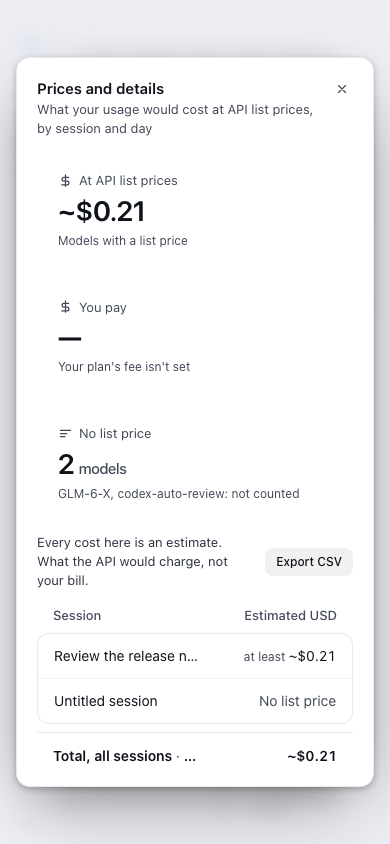 Prices and details
What your usage would cost at API list prices,
by session and day
At API list prices
~$0.21
Models with a list price
You pay
—
Your plan's fee isn't set
No list price
2 models
GLM-6-X, codex-auto-review: not counted
Every cost here is an estimate.
What the API would charge, not
your bill.
Export CSV
Session Estimated USD
Review the release n... at least ~$0.21
Untitled session No list price
Total, all sessions · ... ~$0.21